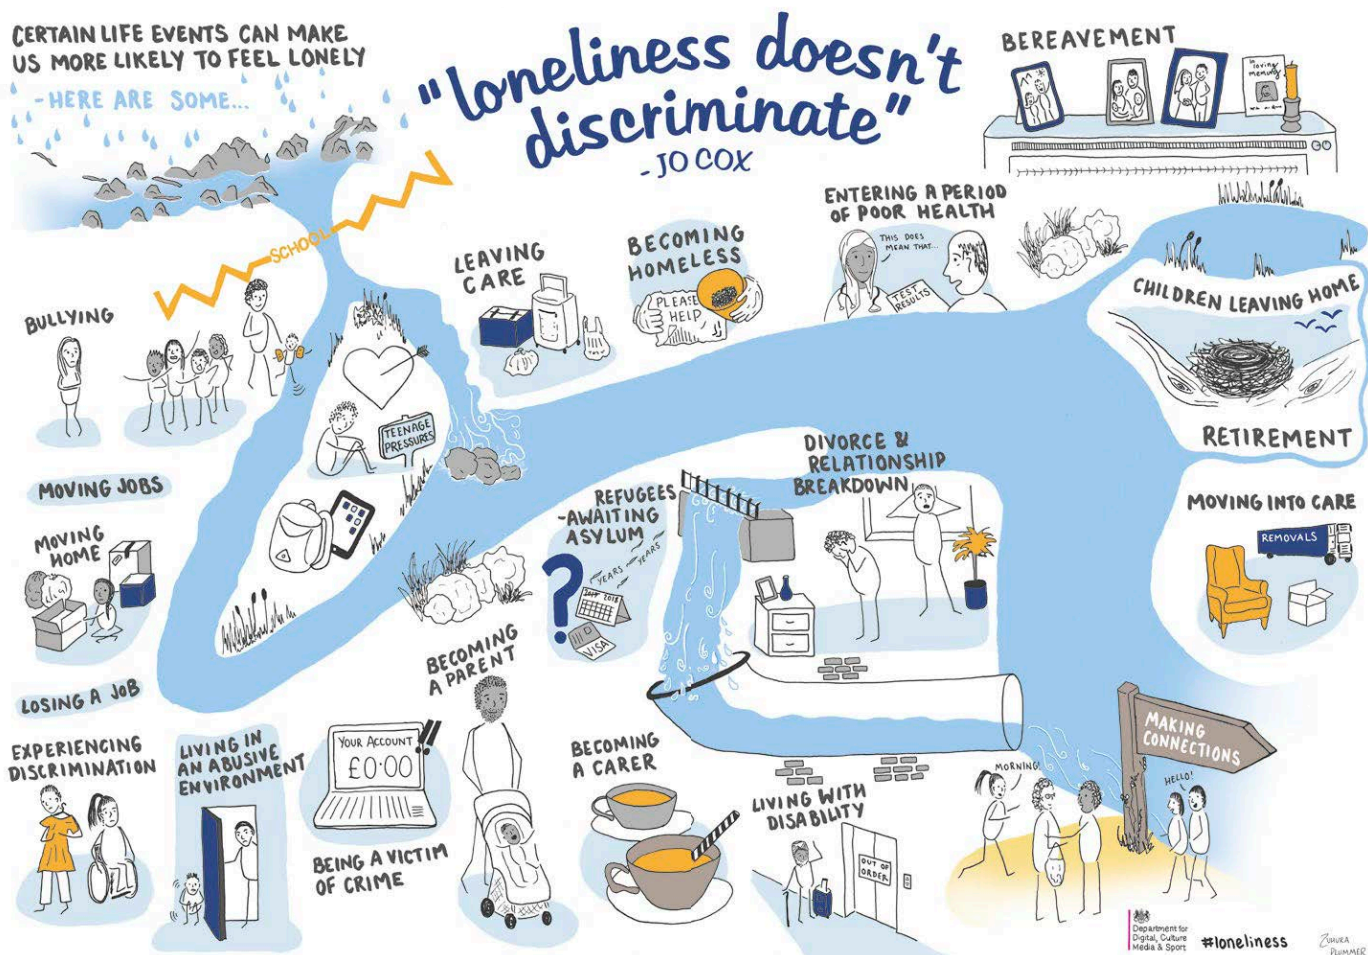 CERTAIN LIFE EVENTS CAN MAKE
US MORE LIKELY TO FEEL LONELY
- HERE ARE SOME...
"loneliness doesn't
discriminate"
- JO COX
BEREAVEMENT
in
loving
memory
SCHOOL
BULLYING
LEAVING
CARE
BECOMING
HOMELESS
PLEASE
HELP
ENTERING A PERIOD
OF POOR HEALTH
THIS DOES
MEAN THAT...
TEST
RESULTS
CHILDREN LEAVING HOME
RETIREMENT
TEENAGE
PRESSURES
MOVING JOBS
MOVING
HOME
LOSING A JOB
REFUGEES
-AWAITING
ASYLUM
YEARS
YEARS
YEARS
?
SEPT 2018
VISA
DIVORCE &
RELATIONSHIP
BREAKDOWN
MOVING INTO CARE
REMOVALS
EXPERIENCING
DISCRIMINATION
LIVING IN
AN ABUSIVE
ENVIRONMENT
YOUR ACCOUNT
£0.00
!!
BEING A VICTIM
OF CRIME
BECOMING
A PARENT
BECOMING
A CARER
LIVING WITH
DISABILITY
OUT OF
ORDER
MAKING
CONNECTIONS
MORNING!
HELLO!
Department for
Digital, Culture
Media & Sport
#loneliness
ZUHURA
PLUMMER